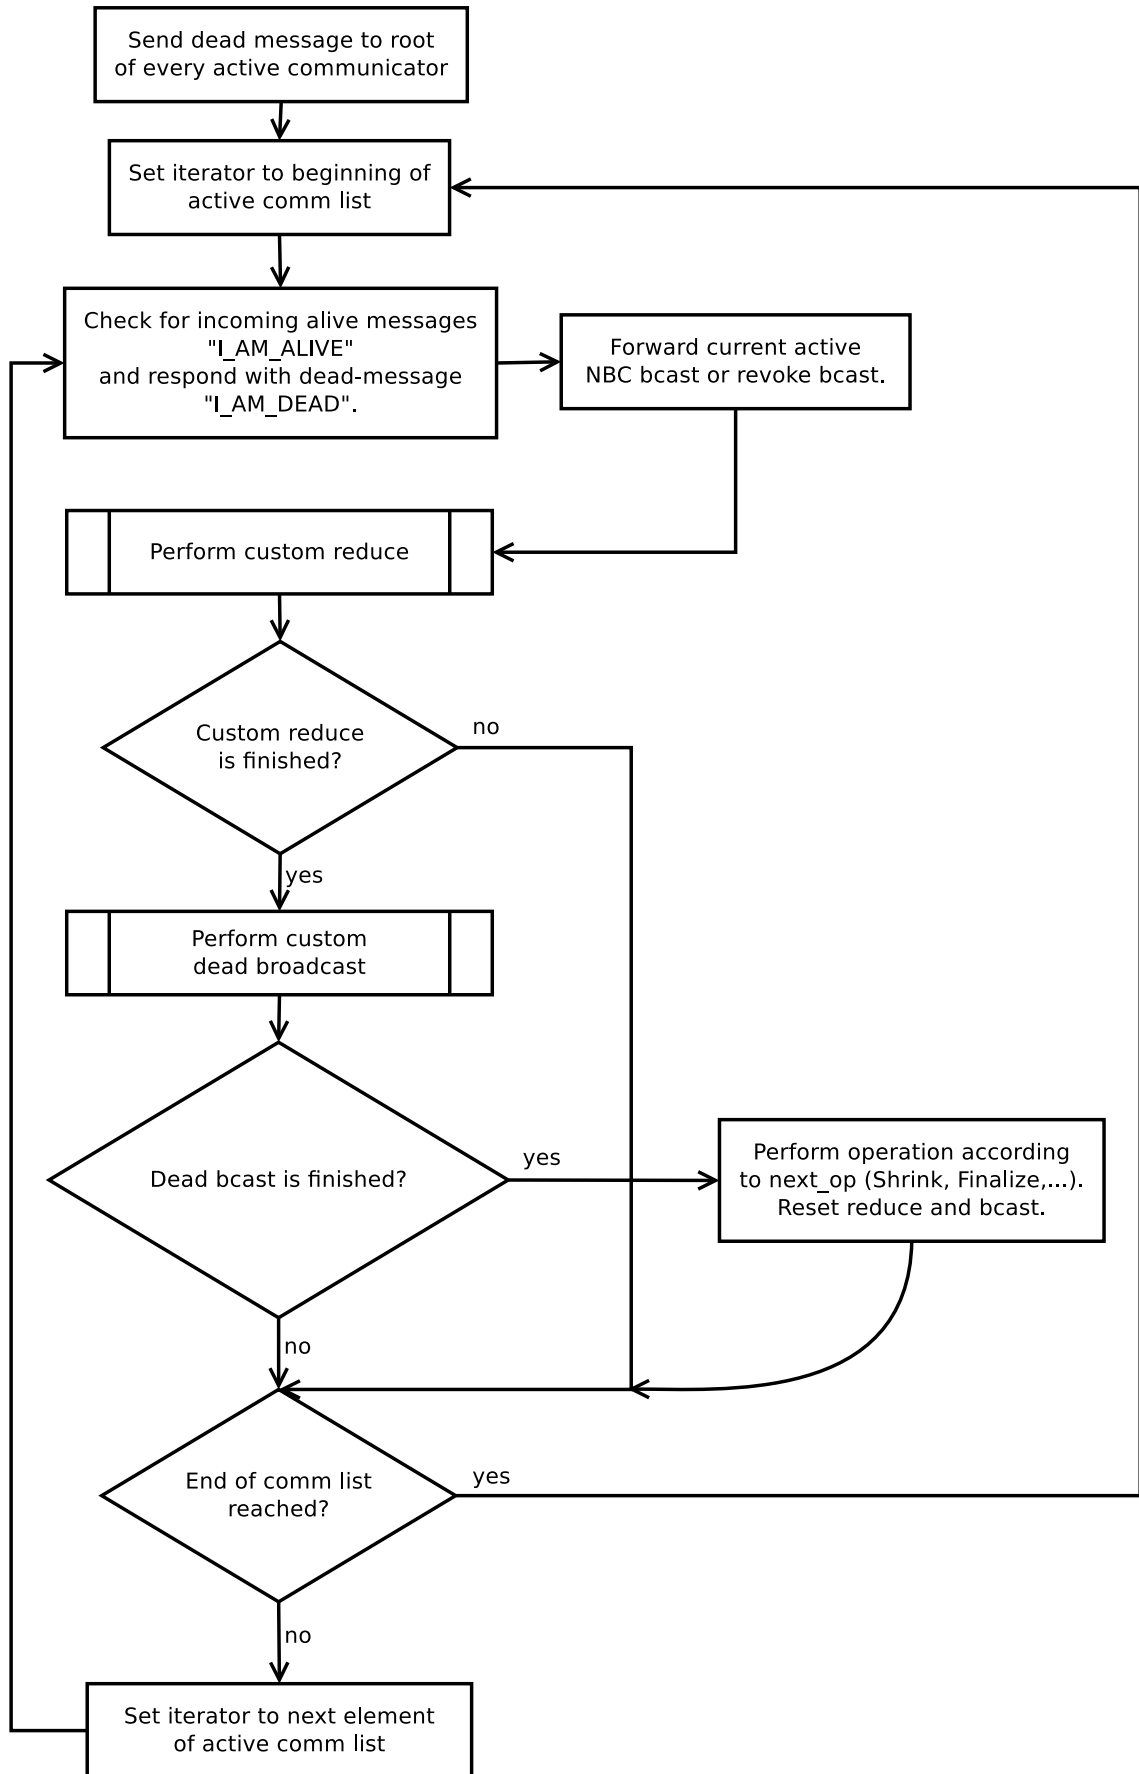 Send dead message to root
of every active communicator
Set iterator to beginning of
active comm list
Check for incoming alive messages
"I_AM_ALIVE"
and respond with dead-message
"I_AM_DEAD".
Forward current active
NBC bcast or revoke bcast.
Perform custom reduce
Custom reduce
is finished?
no
yes
Perform custom
dead broadcast
Dead bcast is finished?
yes
Perform operation according
to next_op (Shrink, Finalize,...).
Reset reduce and bcast.
no
End of comm list
reached?
yes
no
Set iterator to next element
of active comm list